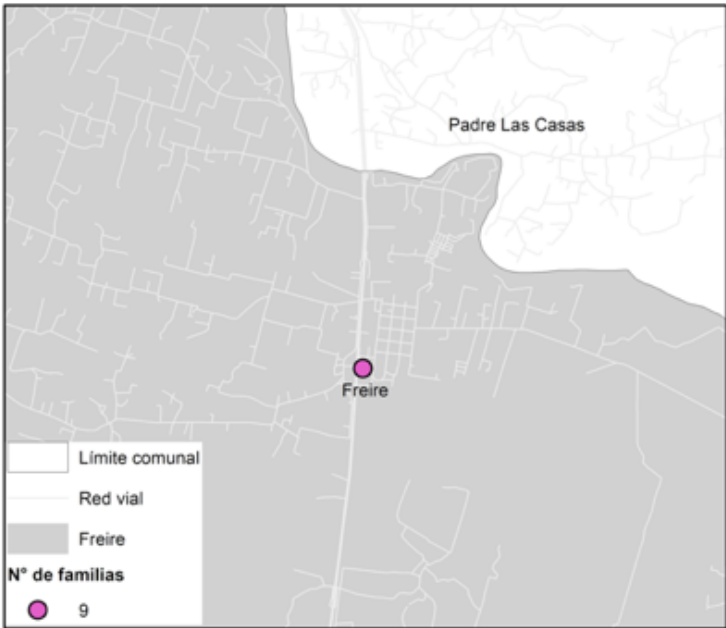 Padre Las Casas
Freire
Límite comunal
Red vial
Freire
N° de familias
9